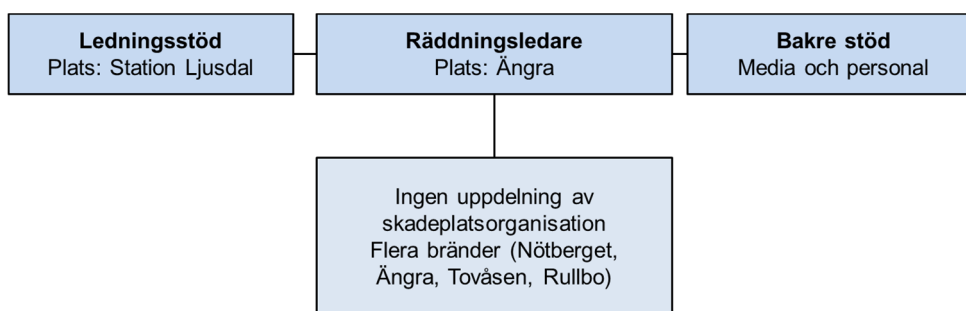 Ledningsstöd
Plats: Station Ljusdal
Räddningsledare
Plats: Ängra
Bakre stöd
Media och personal
Ingen uppdelning av
skadeplatsorganisation
Flera bränder (Nötberget,
Ängra, Tovåsen, Rullbo)